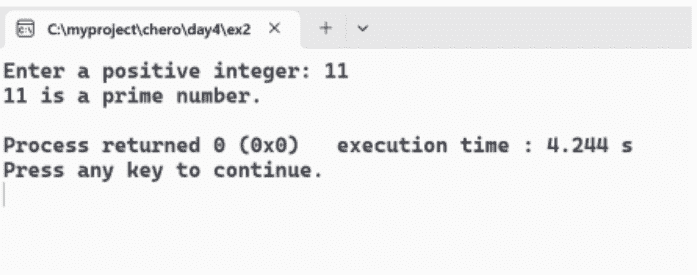 C:\myproject\chero\day4\ex2
Enter a positive integer: 11
11 is a prime number.
Process returned 0 (0x0)   execution time : 4.244 s
Press any key to continue.